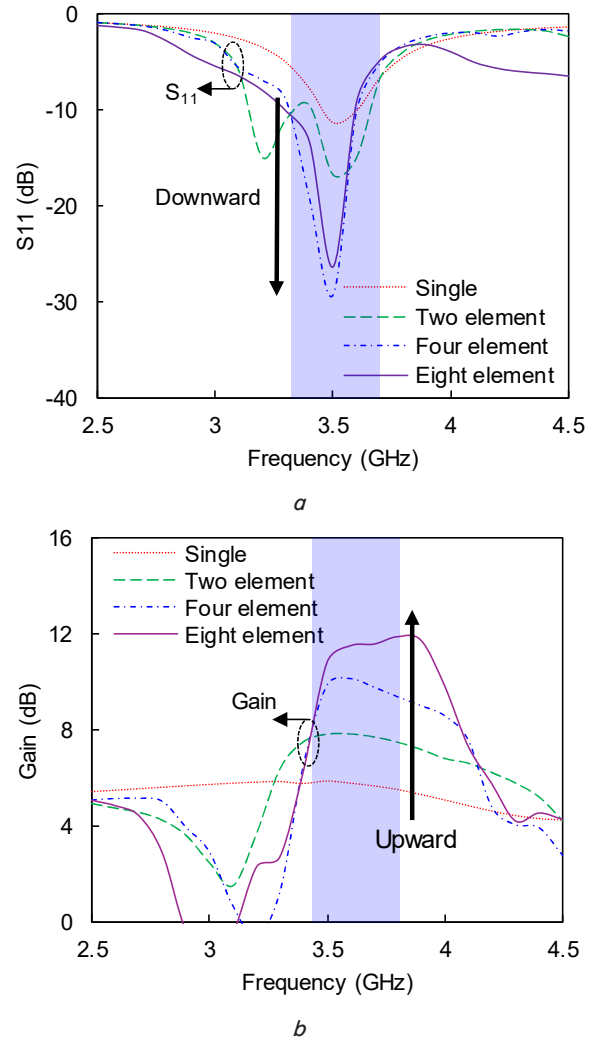 0
-10
-20
-30
-40
S11 (dB)
S11
Downward
Single
Two element
Four element
Eight element
2.5 3 3.5 4 4.5
Frequency (GHz)
a
16
12
8
4
0
Gain (dB)
Single
Two element
Four element
Eight element
Gain
Upward
2.5 3 3.5 4 4.5
Frequency (GHz)
b